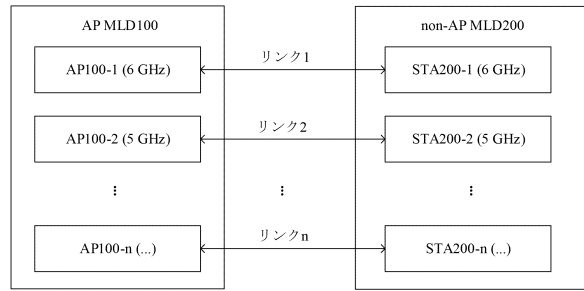 AP MLD100 non-AP MLD200
AP100-1 (6 GHz) リンク1 STA200-1 (6 GHz)
AP100-2 (5 GHz) リンク2 STA200-2 (5 GHz)
⋮ ⋮ ⋮
AP100-n (...) リンクn STA200-n (...)